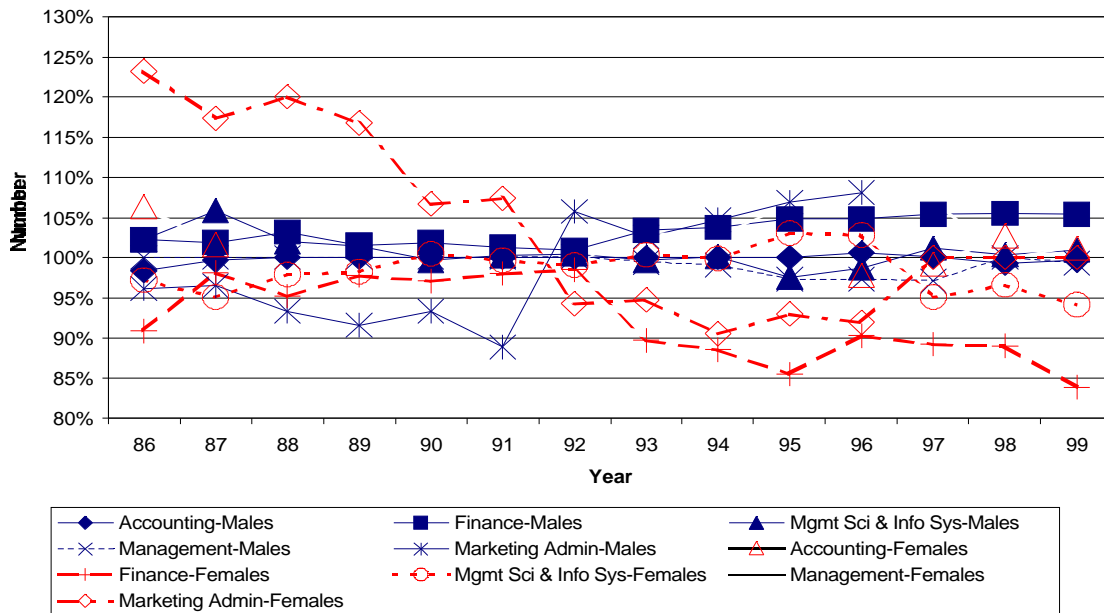 130%
125%
120%
115%
110%
105%
100%
95%
90%
85%
80%
86 87 88 89 90 91 92 93 94 95 96 97 98 99
Year
Accounting-Males Finance-Males Mgmt Sci & Info Sys-Males
Management-Males Marketing Admin-Males Accounting-Females
Finance-Females Mgmt Sci & Info Sys-Females Management-Females
Marketing Admin-Females